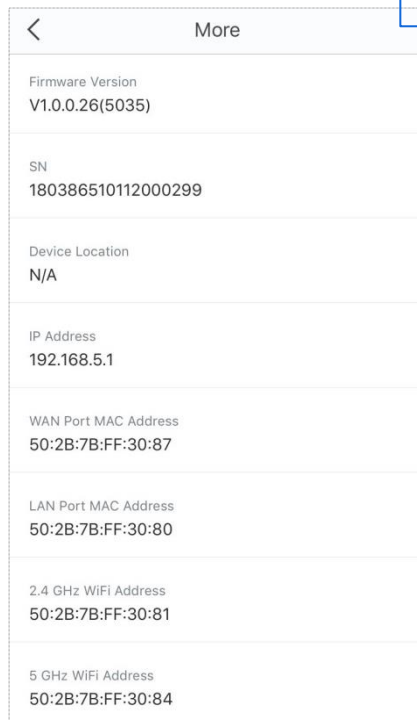 More
Firmware Version
V1.0.0.26(5035)
SN
180386510112000299
Device Location
N/A
IP Address
192.168.5.1
WAN Port MAC Address
50:2B:7B:FF:30:87
LAN Port MAC Address
50:2B:7B:FF:30:80
2.4 GHz WiFi Address
50:2B:7B:FF:30:81
5 GHz WiFi Address
50:2B:7B:FF:30:84